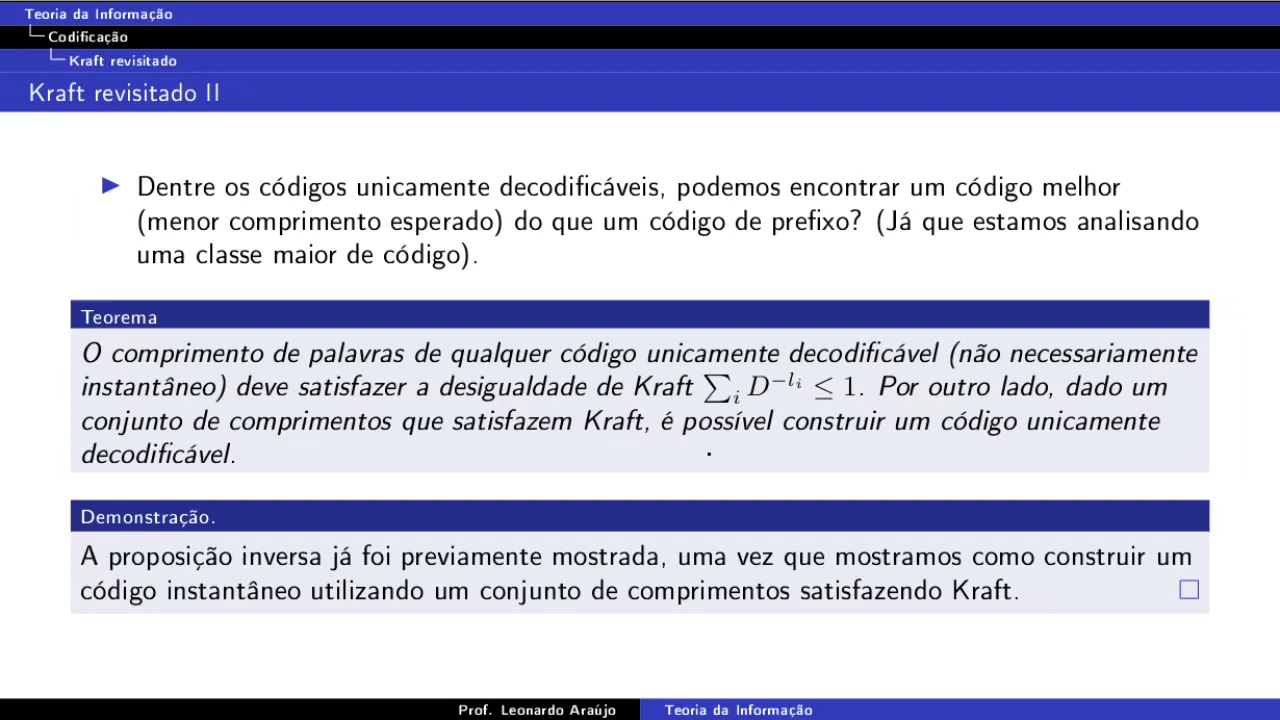 Teoria da Informação
Codificação
Kraft revisitado
Kraft revisitado II
Dentre os códigos unicamente decodificáveis, podemos encontrar um código melhor
(menor comprimento esperado) do que um código de prefixo? (Já que estamos analisando
uma classe maior de código).
Teorema
O comprimento de palavras de qualquer código unicamente decodificável (não necessariamente
instantâneo) deve satisfazer a desigualdade de Kraft ∑_i D^{-l_i} ≤ 1. Por outro lado, dado um
conjunto de comprimentos que satisfazem Kraft, é possível construir um código unicamente
decodificável.
Demonstração.
A proposição inversa já foi previamente mostrada, uma vez que mostramos como construir um
código instantâneo utilizando um conjunto de comprimentos satisfazendo Kraft. □
Prof. Leonardo Araújo
Teoria da Informação